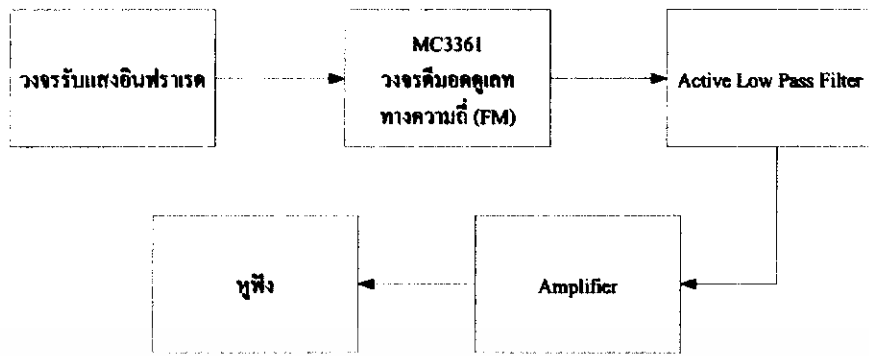 วงจรรับแสงอินฟราเรด
MC3361
วงจรดีมอดดูเลท
ทางความถี่ (FM)
Active Low Pass Filter
หูฟัง
Amplifier